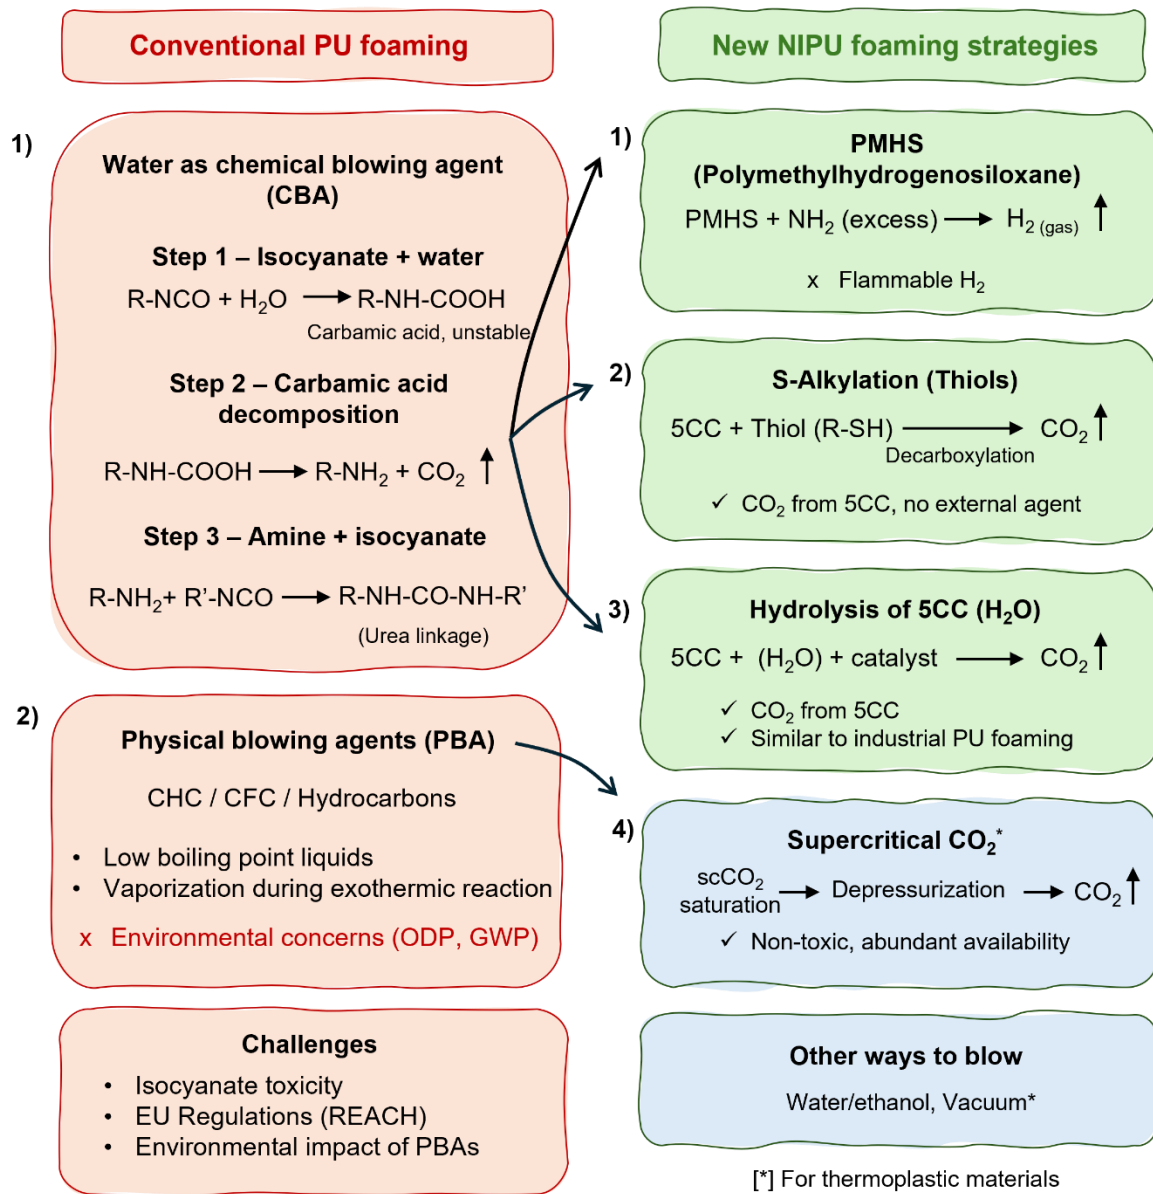 Conventional PU foaming
1)
Water as chemical blowing agent
(CBA)
Step 1 – Isocyanate + water
R-NCO + H₂O ⟶ R-NH-COOH
Carbamic acid, unstable
Step 2 – Carbamic acid
decomposition
R-NH-COOH ⟶ R-NH₂ + CO₂ ↑
Step 3 – Amine + isocyanate
R-NH₂+ R'-NCO ⟶ R-NH-CO-NH-R'
(Urea linkage)
2)
Physical blowing agents (PBA)
CHC / CFC / Hydrocarbons
• Low boiling point liquids
• Vaporization during exothermic reaction
x Environmental concerns (ODP, GWP)
Challenges
• Isocyanate toxicity
• EU Regulations (REACH)
• Environmental impact of PBAs
New NIPU foaming strategies
1)
PMHS
(Polymethylhydrogenosiloxane)
PMHS + NH₂ (excess) ⟶ H₂ (gas) ↑
x Flammable H₂
2)
S-Alkylation (Thiols)
5CC + Thiol (R-SH) ⟶ CO₂ ↑
Decarboxylation
✓ CO₂ from 5CC, no external agent
3)
Hydrolysis of 5CC (H₂O)
5CC + (H₂O) + catalyst ⟶ CO₂ ↑
✓ CO₂ from 5CC
✓ Similar to industrial PU foaming
4)
Supercritical CO₂*
scCO₂
saturation ⟶ Depressurization ⟶ CO₂ ↑
✓ Non-toxic, abundant availability
Other ways to blow
Water/ethanol, Vacuum*
[*] For thermoplastic materials